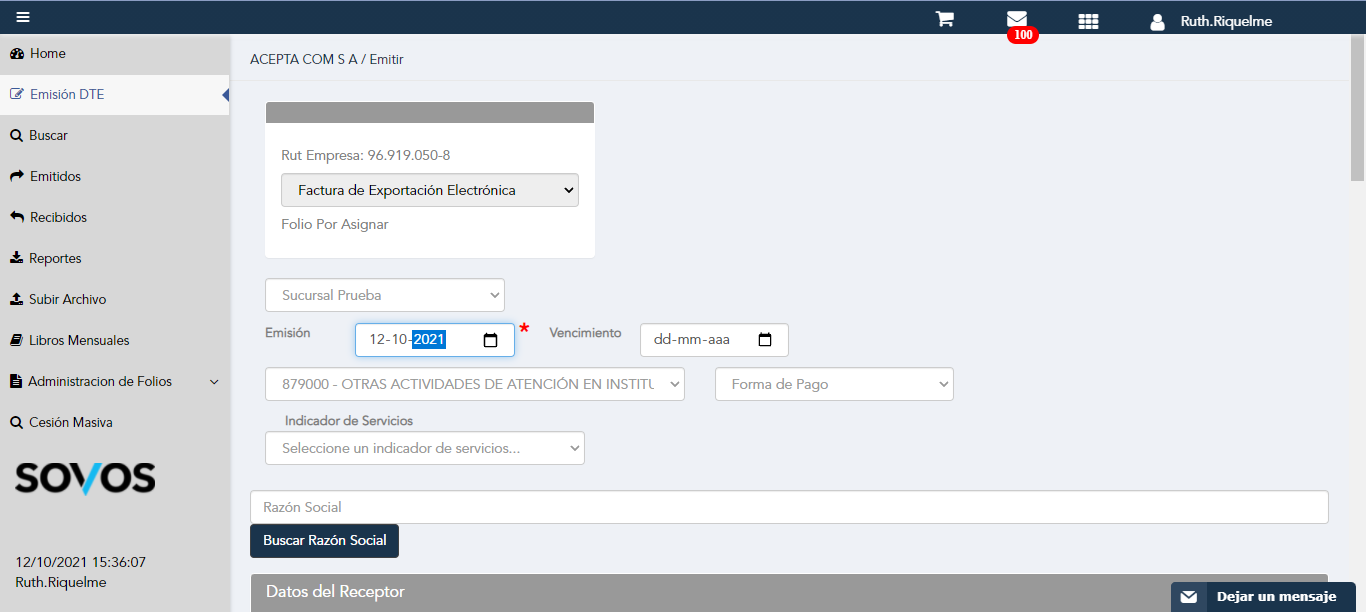 Ruth.Riquelme
100
Home
Emisión DTE
Buscar
Emitidos
Recibidos
Reportes
Subir Archivo
Libros Mensuales
Administracion de Folios
Cesión Masiva
SOVOS
12/10/2021 15:36:07
Ruth.Riquelme
ACEPTA COM S A / Emitir
Rut Empresa: 96.919.050-8
Factura de Exportación Electrónica
Folio Por Asignar
Sucursal Prueba
Emisión 12-10-2021 * Vencimiento dd-mm-aaa
879000 - OTRAS ACTIVIDADES DE ATENCIÓN EN INSTITU Forma de Pago
Indicador de Servicios
Seleccione un indicador de servicios...
Razón Social
Buscar Razón Social
Datos del Receptor
Dejar un mensaje